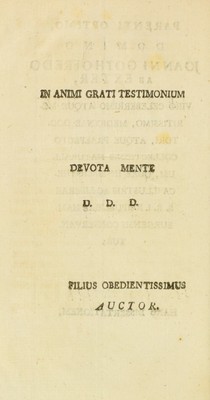 IN ANIMI GRATI TESTIMONIUM
DEVOTA MENTE
D. D. D.
FILIUS OBEDIENTISSIMUS
AUCTOR.